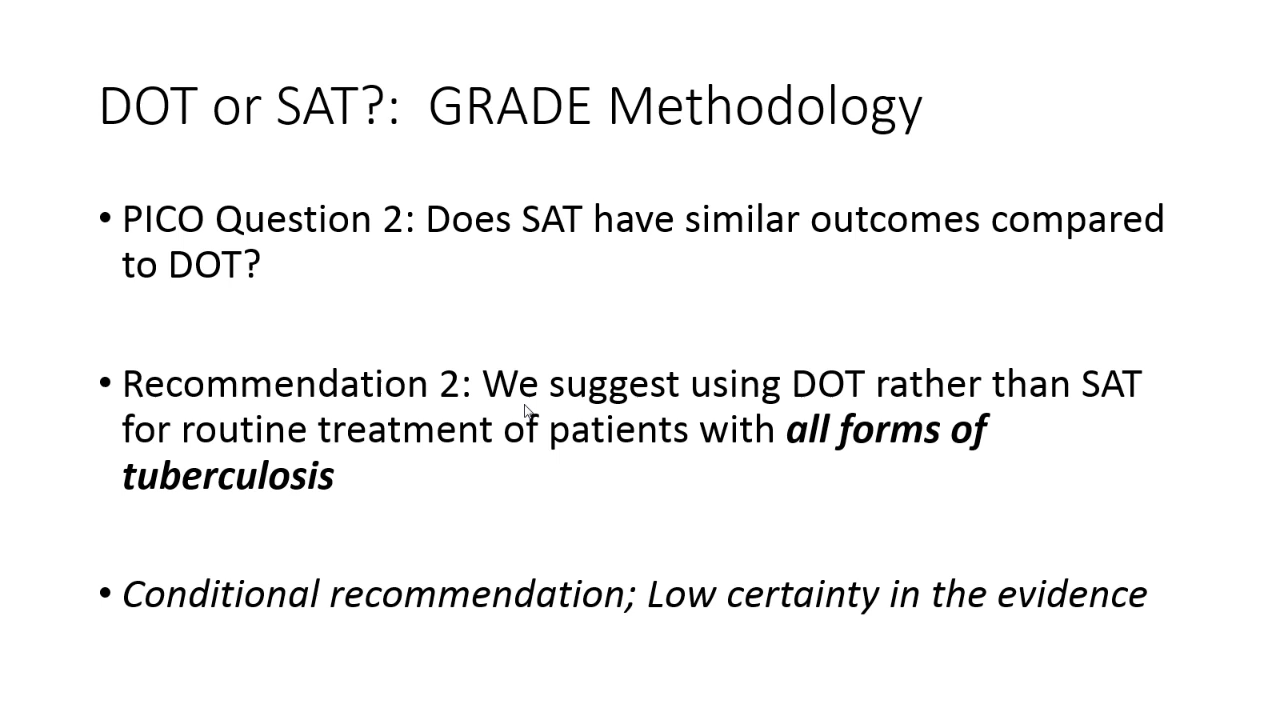 DOT or SAT?: GRADE Methodology
• PICO Question 2: Does SAT have similar outcomes compared
to DOT?
• Recommendation 2: We suggest using DOT rather than SAT
for routine treatment of patients with all forms of
tuberculosis
• Conditional recommendation; Low certainty in the evidence